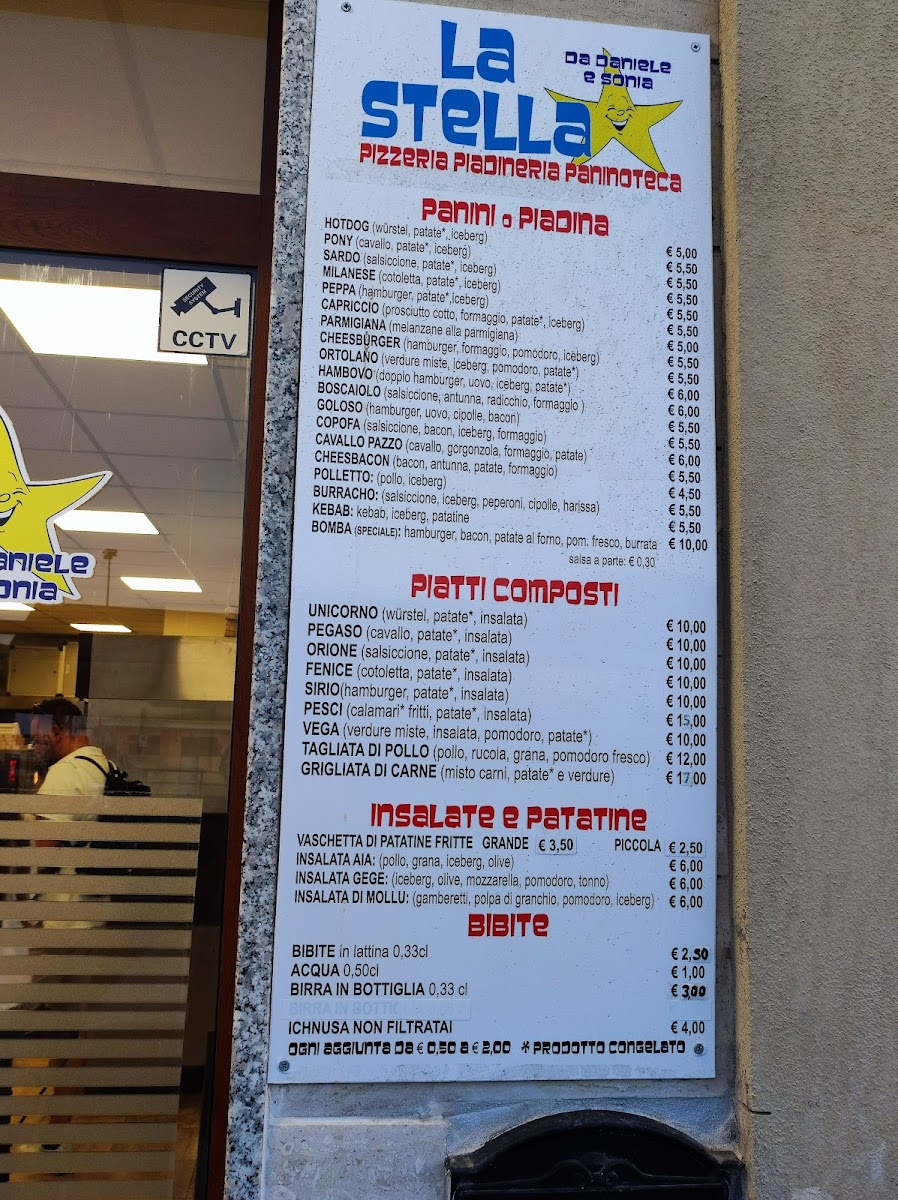 La Stella
Da Daniele
e Sonia
Pizzeria Piadineria Paninoteca
Panini o Piadina
HOTDOG (würstel, patate*, iceberg) € 5,00
PONY (cavallo, patate*, iceberg) € 5,50
SARDO (salsiccione, patate*, iceberg) € 5,50
MILANESE (cotoletta, patate*, iceberg) € 5,50
PEPPA (hamburger, patate*,iceberg) € 5,50
CAPRICCIO (prosciutto cotto, formaggio, patate*, iceberg) € 5,50
PARMIGIANA (melanzane alla parmigiana) € 5,00
CHEESBURGER (hamburger, formaggio, pomodoro, iceberg) € 5,50
ORTOLANO (verdure miste, iceberg, pomodoro, patate*) € 5,50
HAMBOVO (doppio hamburger, uovo, iceberg, patate*) € 6,00
BOSCAIOLO (salsiccione, antunna, radicchio, formaggio ) € 6,00
GOLOSO (hamburger, uovo, cipolle, bacon) € 5,50
COPOFA (salsiccione, bacon, iceberg, formaggio) € 5,50
CAVALLO PAZZO (cavallo, gorgonzola, formaggio, patate) € 6,00
CHEESBACON (bacon, antunna, patate, formaggio) € 5,50
POLLETTO: (pollo, iceberg) € 4,50
BURRACHO: (salsiccione, iceberg, peperoni, cipolle, harissa) € 5,50
KEBAB: kebab, iceberg, patatine € 5,50
BOMBA (SPECIALE): hamburger, bacon, patate al forno, pom. fresco, burrata € 10,00
salsa a parte: € 0,30
Piatti Composti
UNICORNO (würstel, patate*, insalata) € 10,00
PEGASO (cavallo, patate*, insalata) € 10,00
ORIONE (salsiccione, patate*, insalata) € 10,00
FENICE (cotoletta, patate*, insalata) € 10,00
SIRIO(hamburger, patate*, insalata) € 10,00
PESCI (calamari* fritti, patate*, insalata) € 15,00
VEGA (verdure miste, insalata, pomodoro, patate*) € 10,00
TAGLIATA DI POLLO (pollo, rucola, grana, pomodoro fresco) € 12,00
GRIGLIATA DI CARNE (misto carni, patate* e verdure) € 17,00
Insalate e Patatine
VASCHETTA DI PATATINE FRITTE GRANDE € 3,50 PICCOLA € 2,50
INSALATA AIA: (pollo, grana, iceberg, olive) € 6,00
INSALATA GEGE: (iceberg, olive, mozzarella, pomodoro, tonno) € 6,00
INSALATA DI MOLLU: (gamberetti, polpa di granchio, pomodoro, iceberg) € 6,00
Bibite
BIBITE in lattina 0,33cl € 2,50
ACQUA 0,50cl € 1,00
BIRRA IN BOTTIGLIA 0,33 cl € 3,00
BIRRA IN BOTTI
ICHNUSA NON FILTRATAI € 4,00
Ogni aggiunta da € 0,50 a € 2,00 * Prodotto congelato
SECURITY
SYSTEM
CCTV
aniele
onia